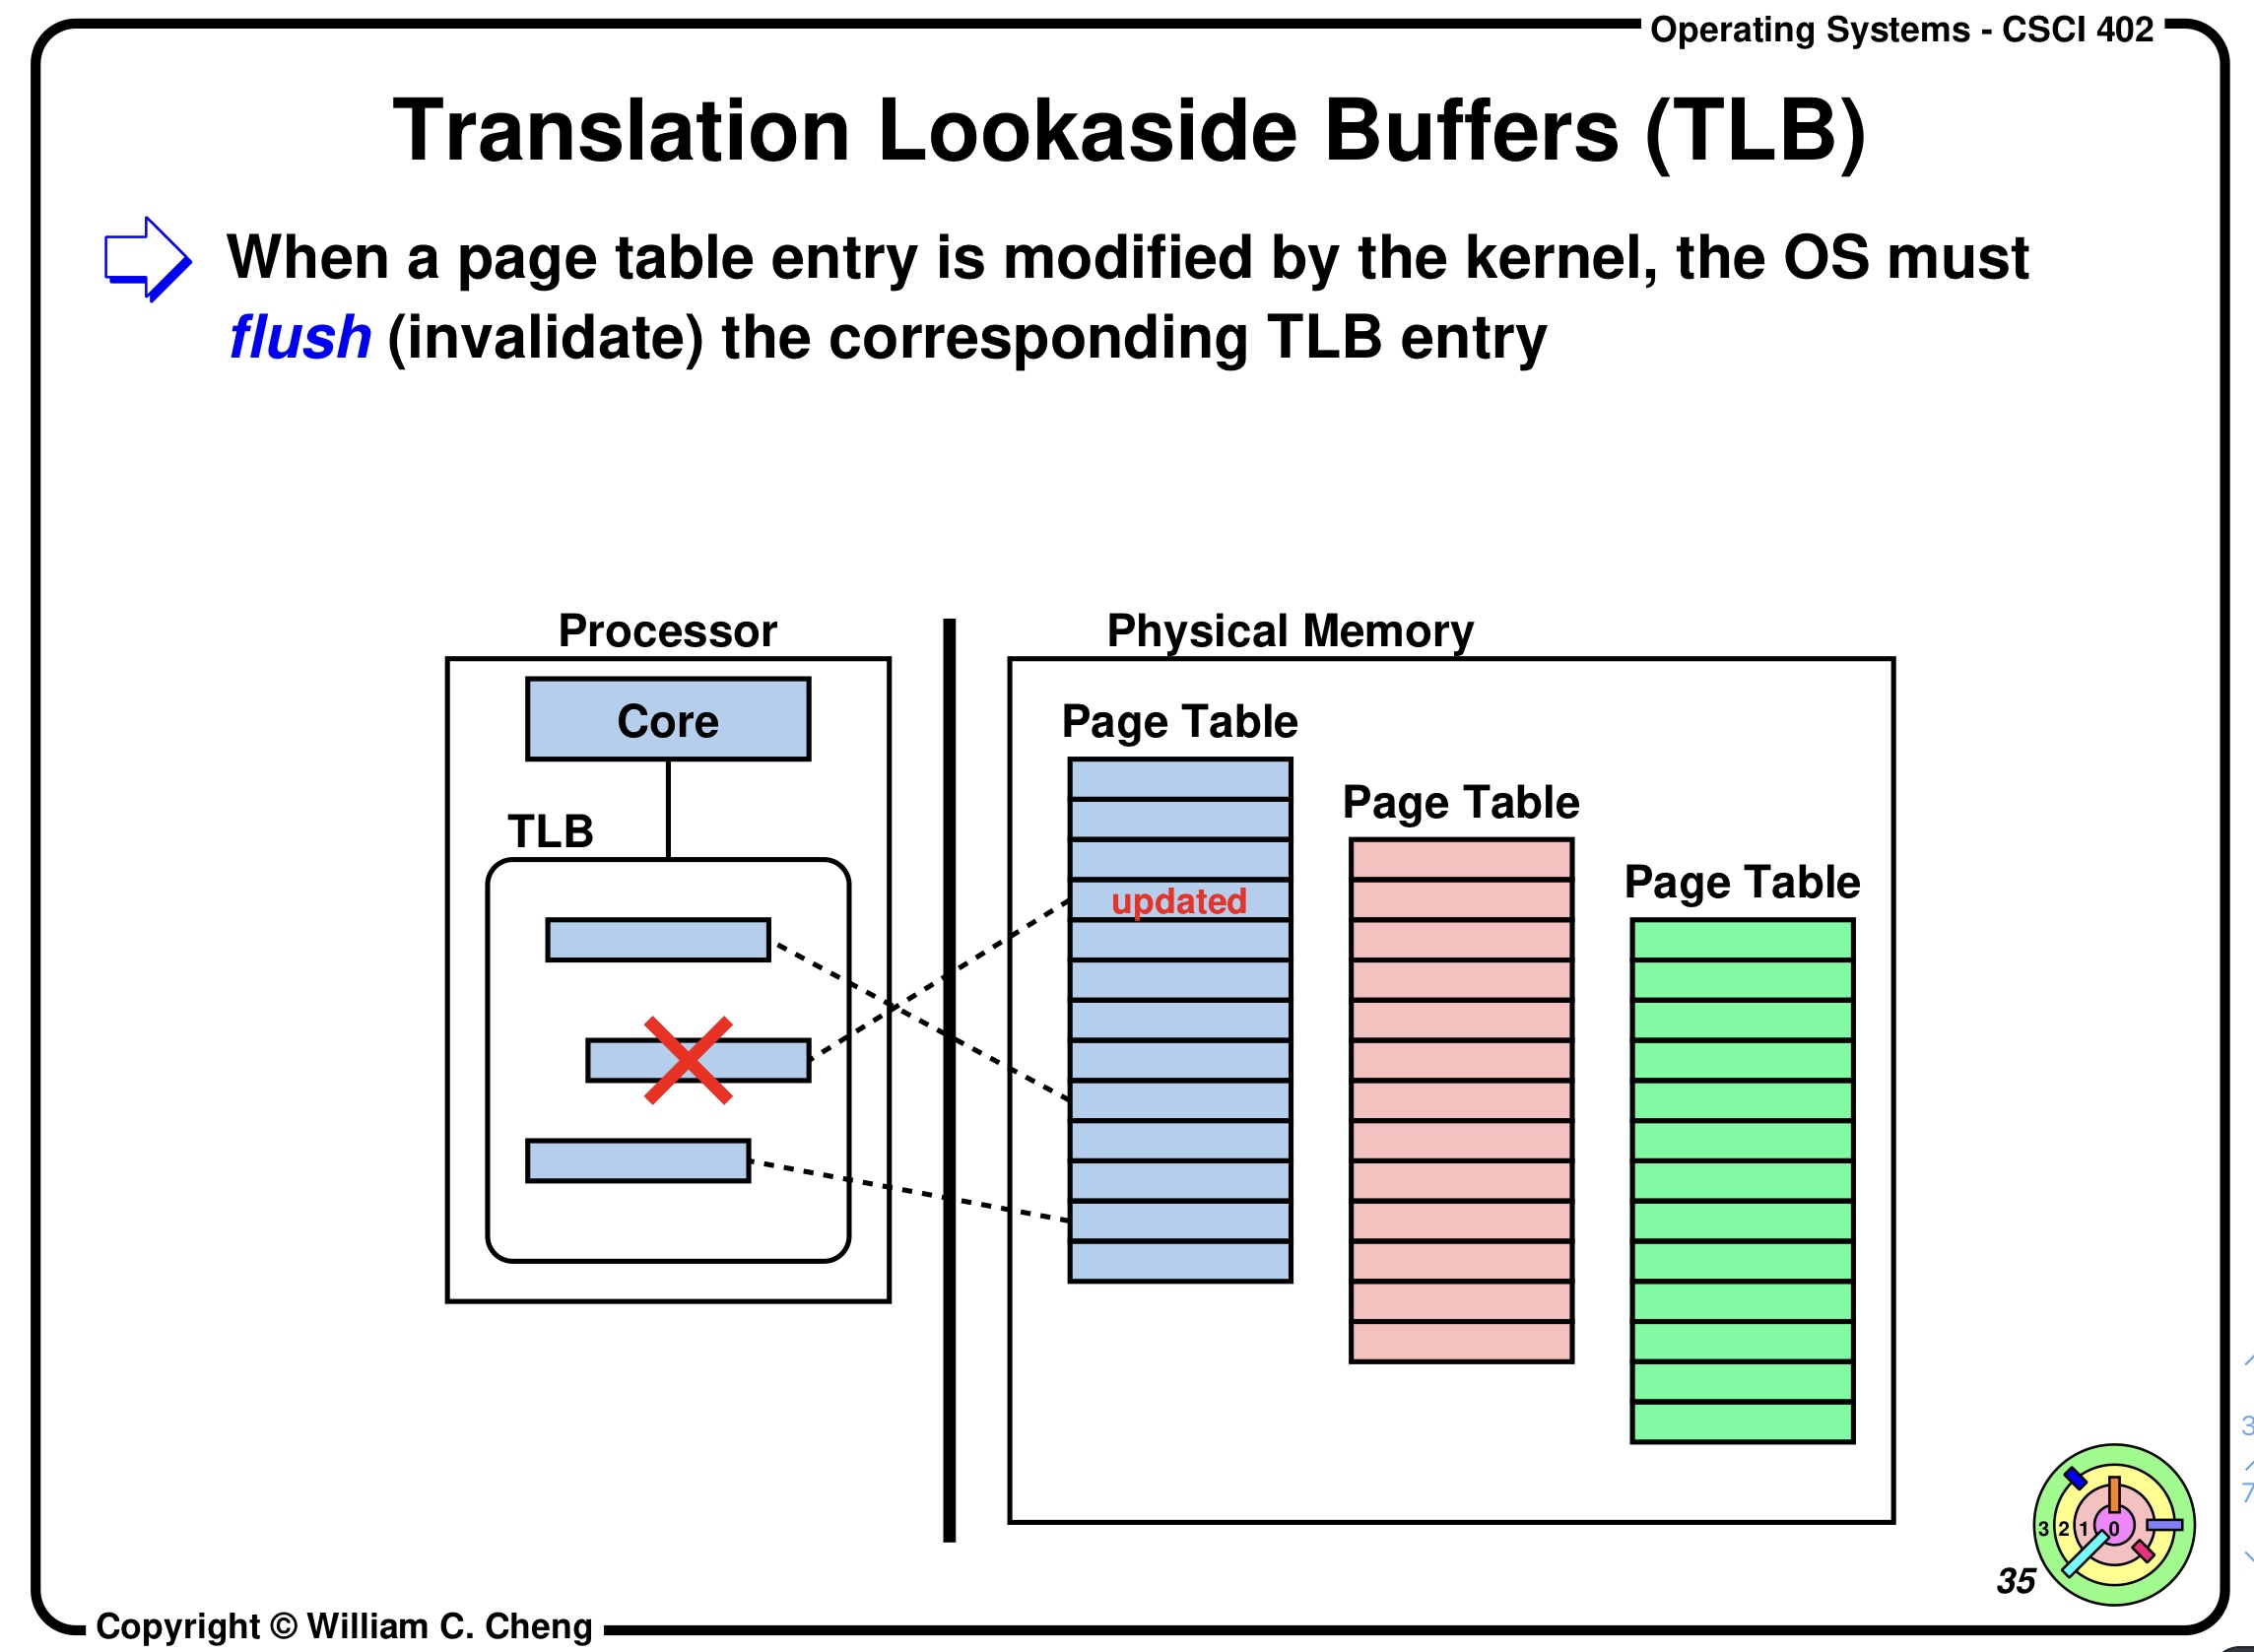 Operating Systems - CSCI 402
Translation Lookaside Buffers (TLB)
When a page table entry is modified by the kernel, the OS must
flush (invalidate) the corresponding TLB entry
Processor
Physical Memory
Core
Page Table
Page Table
TLB
Page Table
updated
3 2 1 0
35
Copyright © William C. Cheng
3
7